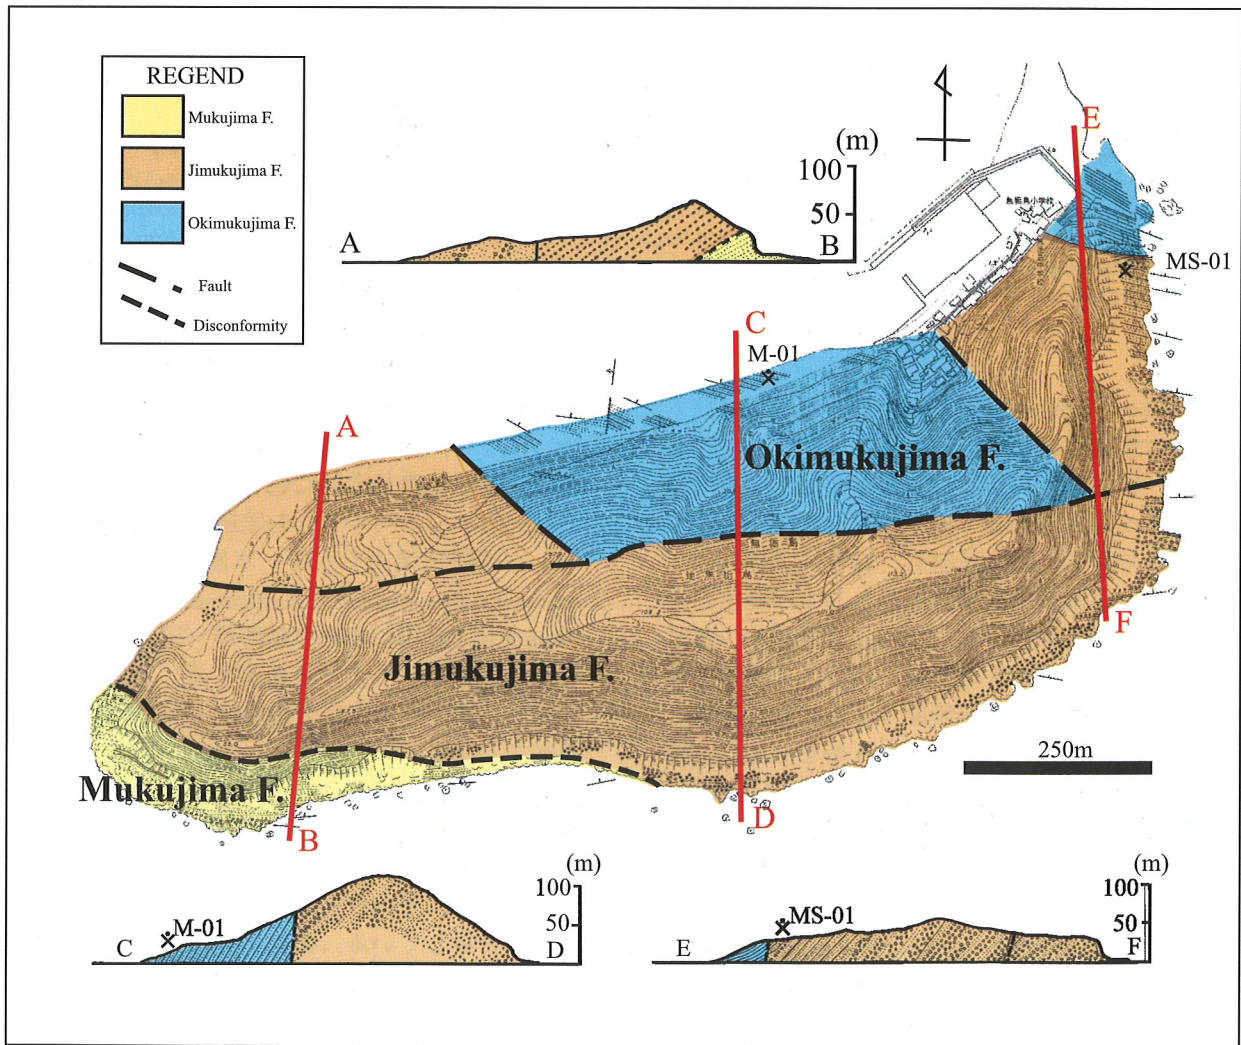 REGEND
Mukujima F.
Jimukujima F.
Okimukujima F.
Fault
Disconformity
(m)
100
50
A
B
E
MS-01
C
M-01
A
Okimukujima F.
F
Jimukujima F.
250m
Mukujima F.
B
D
(m)
100
50
M-01
C
D
(m)
100
50
MS-01
E
F